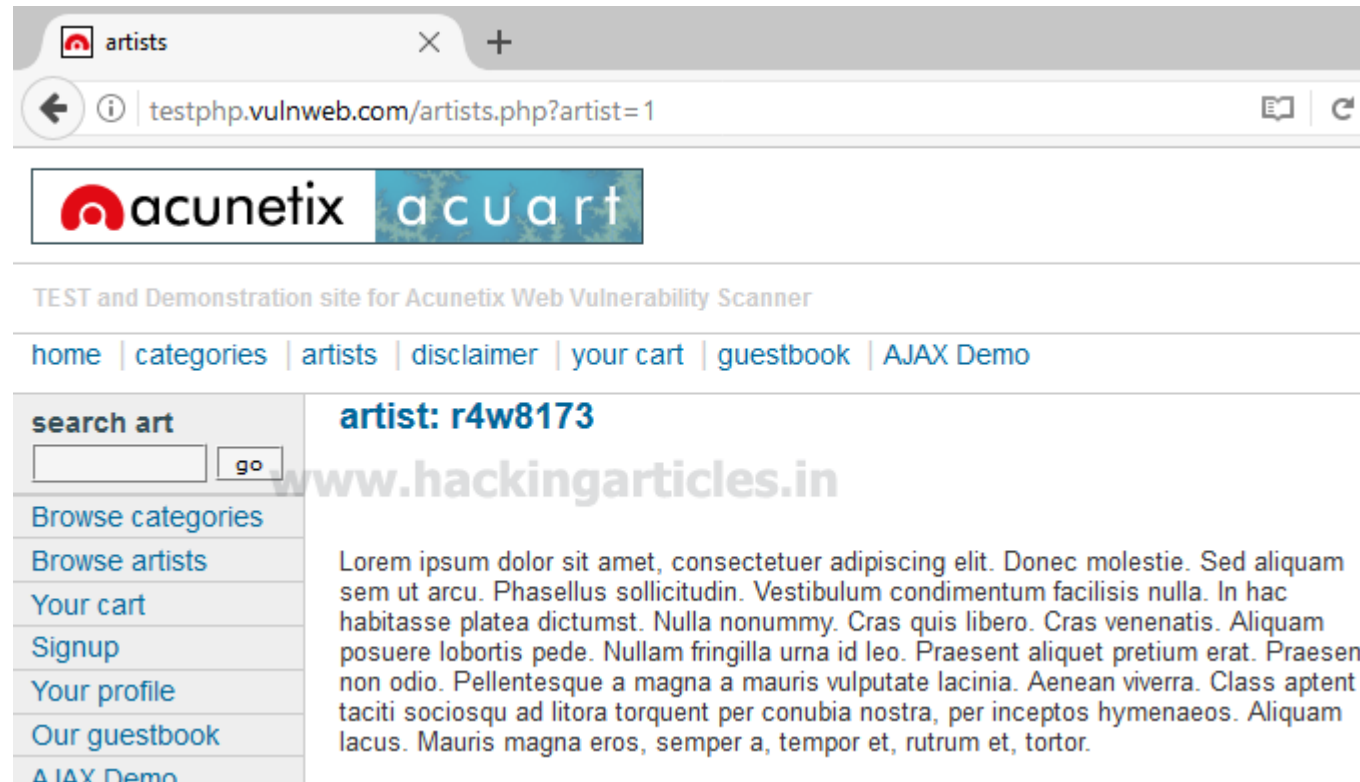 artists
testphp.vulnweb.com/artists.php?artist=1
acunetix acuart
TEST and Demonstration site for Acunetix Web Vulnerability Scanner
home | categories | artists | disclaimer | your cart | guestbook | AJAX Demo
search art
go
Browse categories
Browse artists
Your cart
Signup
Your profile
Our guestbook
AJAX Demo
artist: r4w8173
www.hackingarticles.in
Lorem ipsum dolor sit amet, consectetuer adipiscing elit. Donec molestie. Sed aliquam
sem ut arcu. Phasellus sollicitudin. Vestibulum condimentum facilisis nulla. In hac
habitasse platea dictumst. Nulla nonummy. Cras quis libero. Cras venenatis. Aliquam
posuere lobortis pede. Nullam fringilla urna id leo. Praesent aliquet pretium erat. Praesen
non odio. Pellentesque a magna a mauris vulputate lacinia. Aenean viverra. Class aptent
taciti sociosqu ad litora torquent per conubia nostra, per inceptos hymenaeos. Aliquam
lacus. Mauris magna eros, semper a, tempor et, rutrum et, tortor.